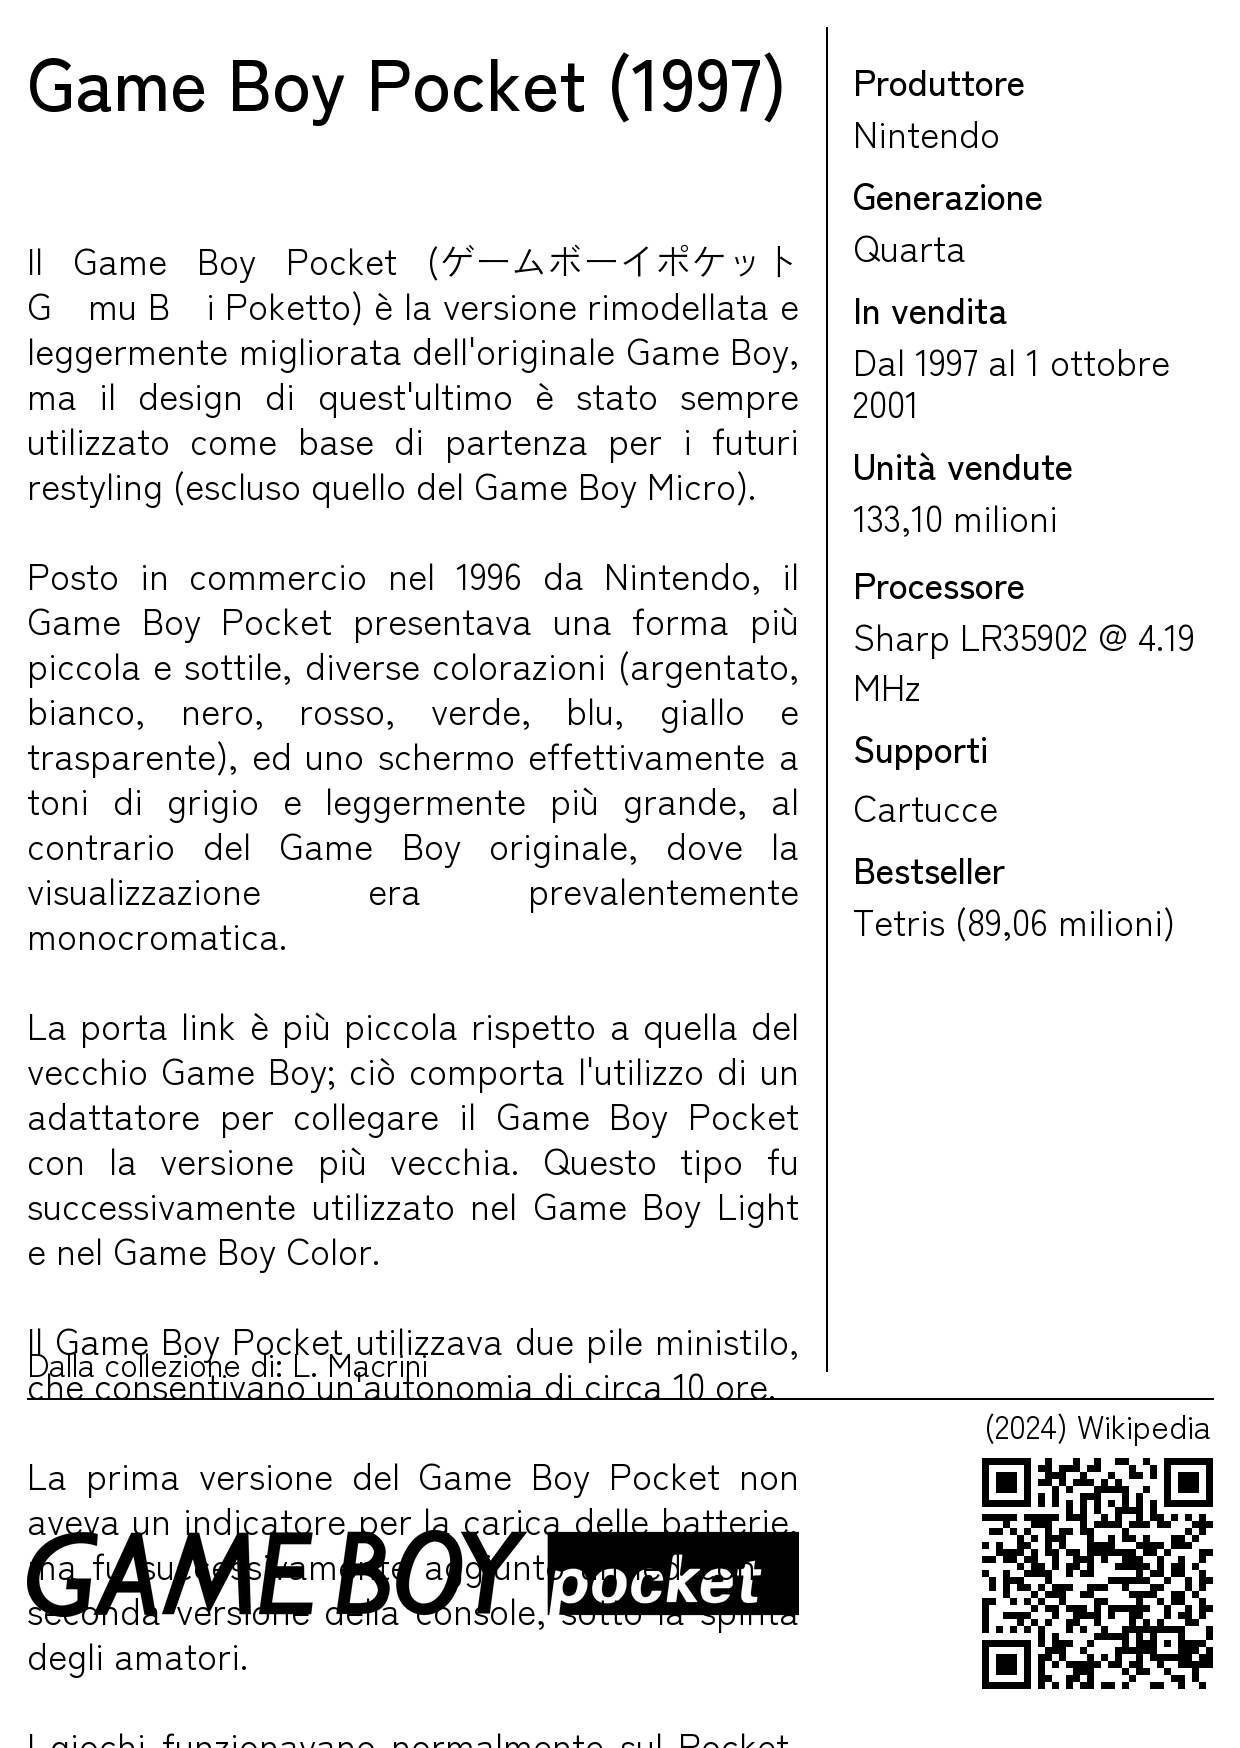 Game Boy Pocket (1997)
Il Game Boy Pocket (ゲームボーイポケット
G mu B i Poketto) è la versione rimodellata e
leggermente migliorata dell'originale Game Boy,
ma il design di quest'ultimo è stato sempre
utilizzato come base di partenza per i futuri
restyling (escluso quello del Game Boy Micro).
Posto in commercio nel 1996 da Nintendo, il
Game Boy Pocket presentava una forma più
piccola e sottile, diverse colorazioni (argentato,
bianco, nero, rosso, verde, blu, giallo e
trasparente), ed uno schermo effettivamente a
toni di grigio e leggermente più grande, al
contrario del Game Boy originale, dove la
visualizzazione era prevalentemente
monocromatica.
La porta link è più piccola rispetto a quella del
vecchio Game Boy; ciò comporta l'utilizzo di un
adattatore per collegare il Game Boy Pocket
con la versione più vecchia. Questo tipo fu
successivamente utilizzato nel Game Boy Light
e nel Game Boy Color.
Il Game Boy Pocket utilizzava due pile ministilo,
Dalla collezione di: L. Macrini
che consentivano un'autonomia di circa 10 ore.
La prima versione del Game Boy Pocket non
aveva un indicatore per la carica delle batterie,
ma fu successivamente aggiunto un led con
GAME BOY pocket
seconda versione della console, sotto la spinta
degli amatori.
I giochi funzionavano normalmente sul Pocket,
Produttore
Nintendo
Generazione
Quarta
In vendita
Dal 1997 al 1 ottobre
2001
Unità vendute
133,10 milioni
Processore
Sharp LR35902 @ 4.19
MHz
Supporti
Cartucce
Bestseller
Tetris (89,06 milioni)
(2024) Wikipedia